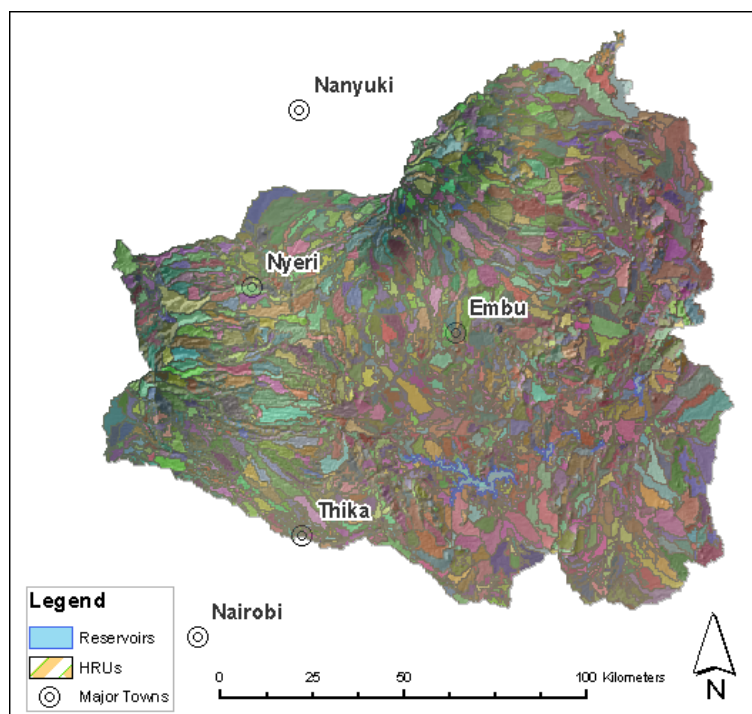 Nanyuki
Nyeri
Embu
Thika
Nairobi
Legend
Reservoirs
HRUs
Major Towns
0 25 50 100 Kilometers
N